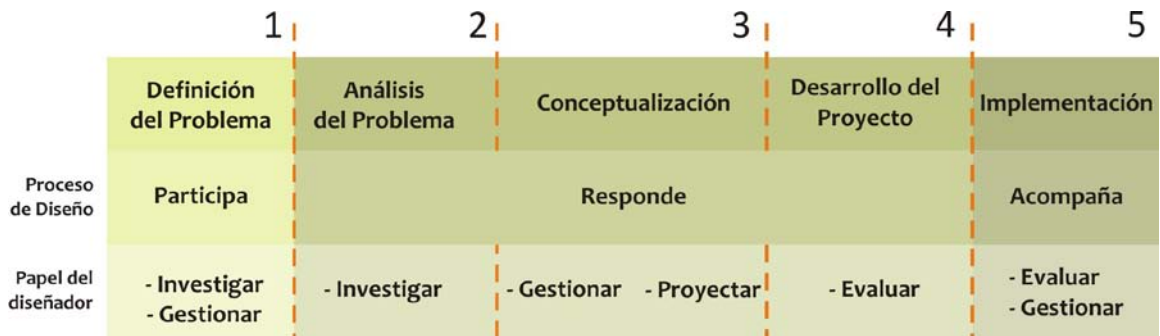 1 2 3 4 5
Definición
del Problema
Análisis
del Problema
Conceptualización
Desarrollo del
Proyecto
Implementación
Proceso
de Diseño
Participa
Responde
Acompaña
Papel del
diseñador
- Investigar
- Gestionar
- Investigar
- Gestionar - Proyectar
- Evaluar
- Evaluar
- Gestionar